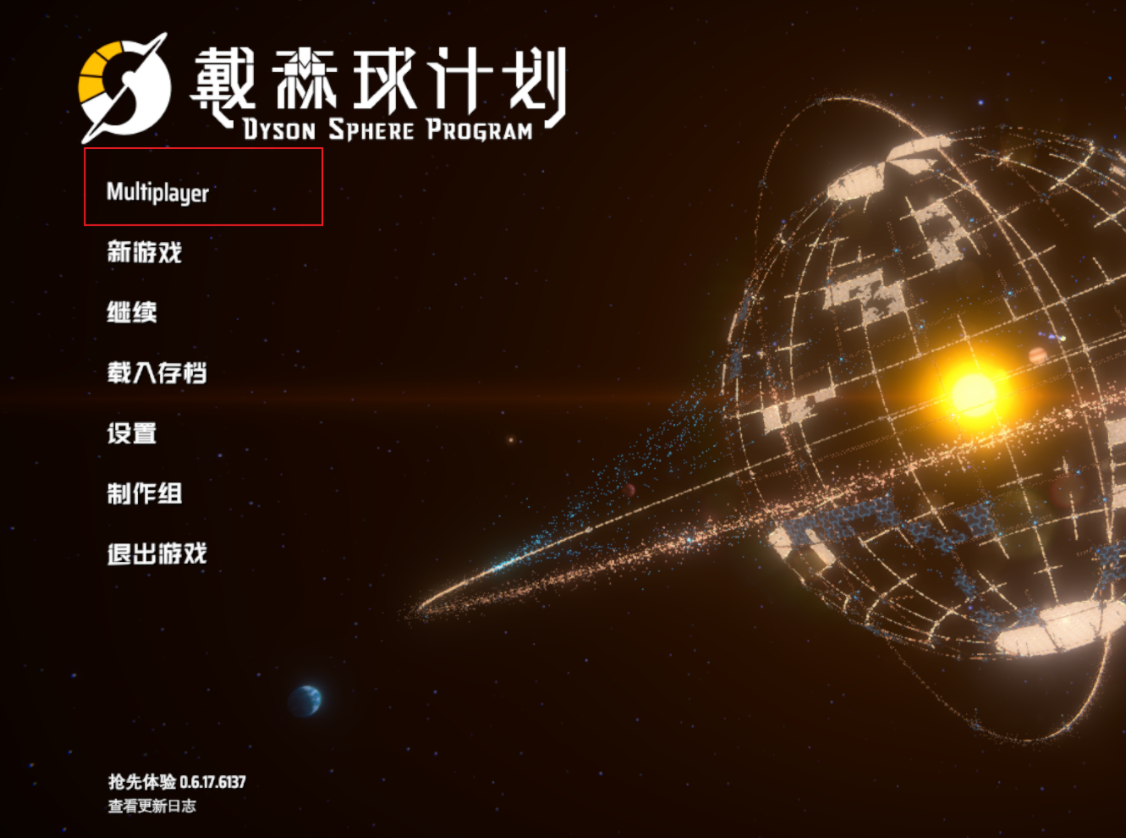 戴森球计划
DYSON SPHERE PROGRAM
Multiplayer
新游戏
继续
载入存档
设置
制作组
退出游戏
抢先体验 0.6.17.6137
查看更新日志